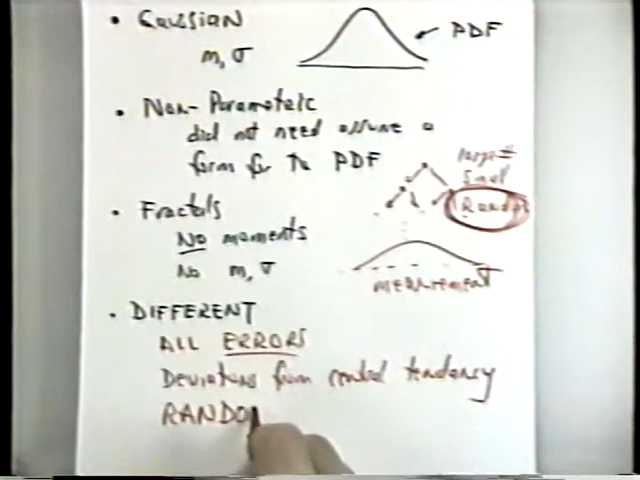 • GAUSSIAN
m, σ
← PDF
• Non-Parametric
did not need assume a
form for the PDF
large #
Small
Rando
• Fractals
No moments
No m, σ
measurement
• DIFFERENT
ALL ERRORS
Deviations from central tendency
RANDO